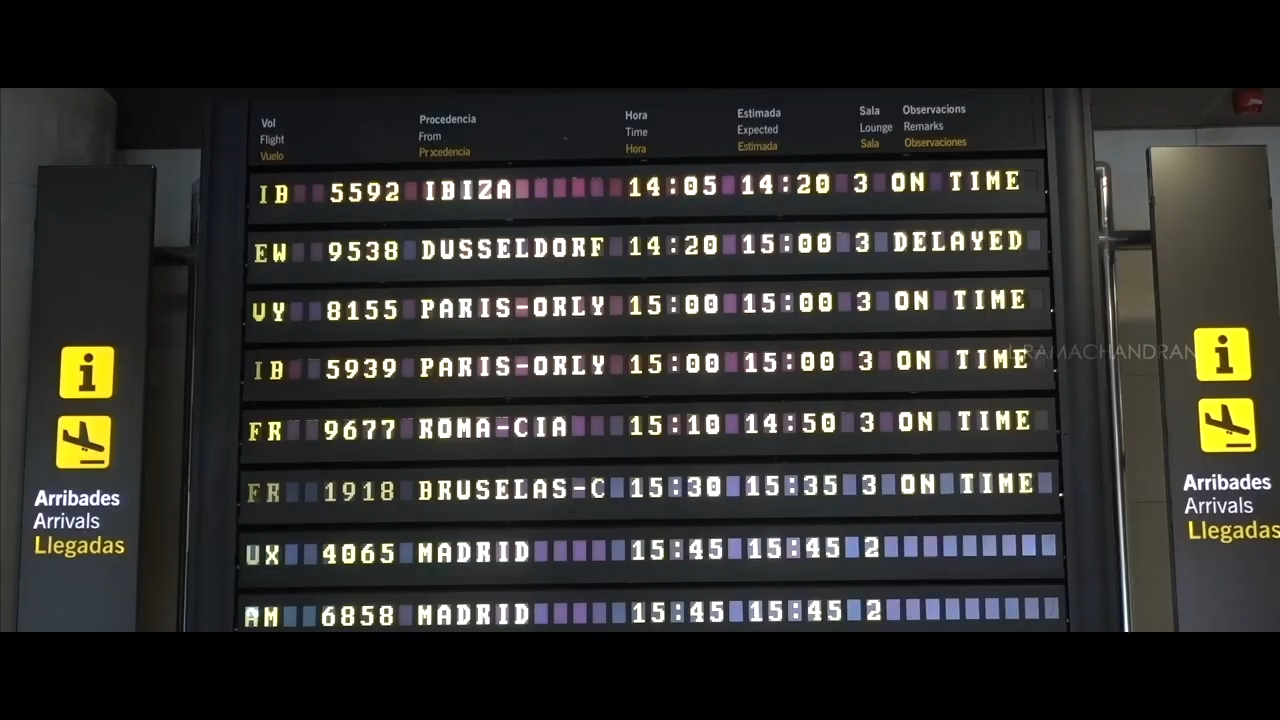 Vol Procedencia Hora Estimada Sala Observacions
Flight From Time Expected Lounge Remarks
Vuelo Procedencia Hora Estimada Sala Observaciones
IB 5592 IBIZA 14:05 14:20 3 ON TIME
EW 9538 DUSSELDORF 14:20 15:00 3 DELAYED
VY 8155 PARIS-ORLY 15:00 15:00 3 ON TIME
IB 5939 PARIS-ORLY 15:00 15:00 3 ON TIME
FR 9677 ROMA-CIA 15:10 14:50 3 ON TIME
FR 1918 BRUSELAS-C 15:30 15:35 3 ON TIME
UX 4065 MADRID 15:45 15:45 2
AM 6858 MADRID 15:45 15:45 2
i
Arribades
Arrivals
Llegadas
i
Arribades
Arrivals
Llegadas
RAMACHANDRAN